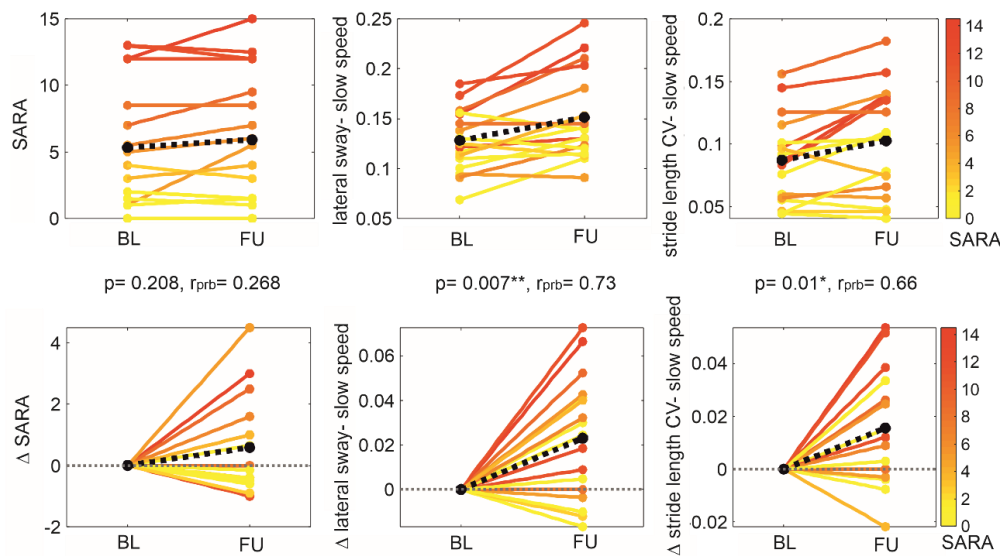 SARA
15
10
5
0
BL
FU
lateral sway- slow speed
0.25
0.2
0.15
0.1
0.05
BL
FU
stride length CV- slow speed
0.2
0.15
0.1
0.05
BL
FU
14
12
10
8
6
4
2
0
SARA
p= 0.208, rprb= 0.268
p= 0.007**, rprb= 0.73
p= 0.01*, rprb= 0.66
Δ SARA
4
2
0
-2
BL
FU
Δ lateral sway- slow speed
0.06
0.04
0.02
0
BL
FU
Δ stride length CV- slow speed
0.04
0.02
0
0.02
BL
FU
14
12
10
8
6
4
2
0
SARA